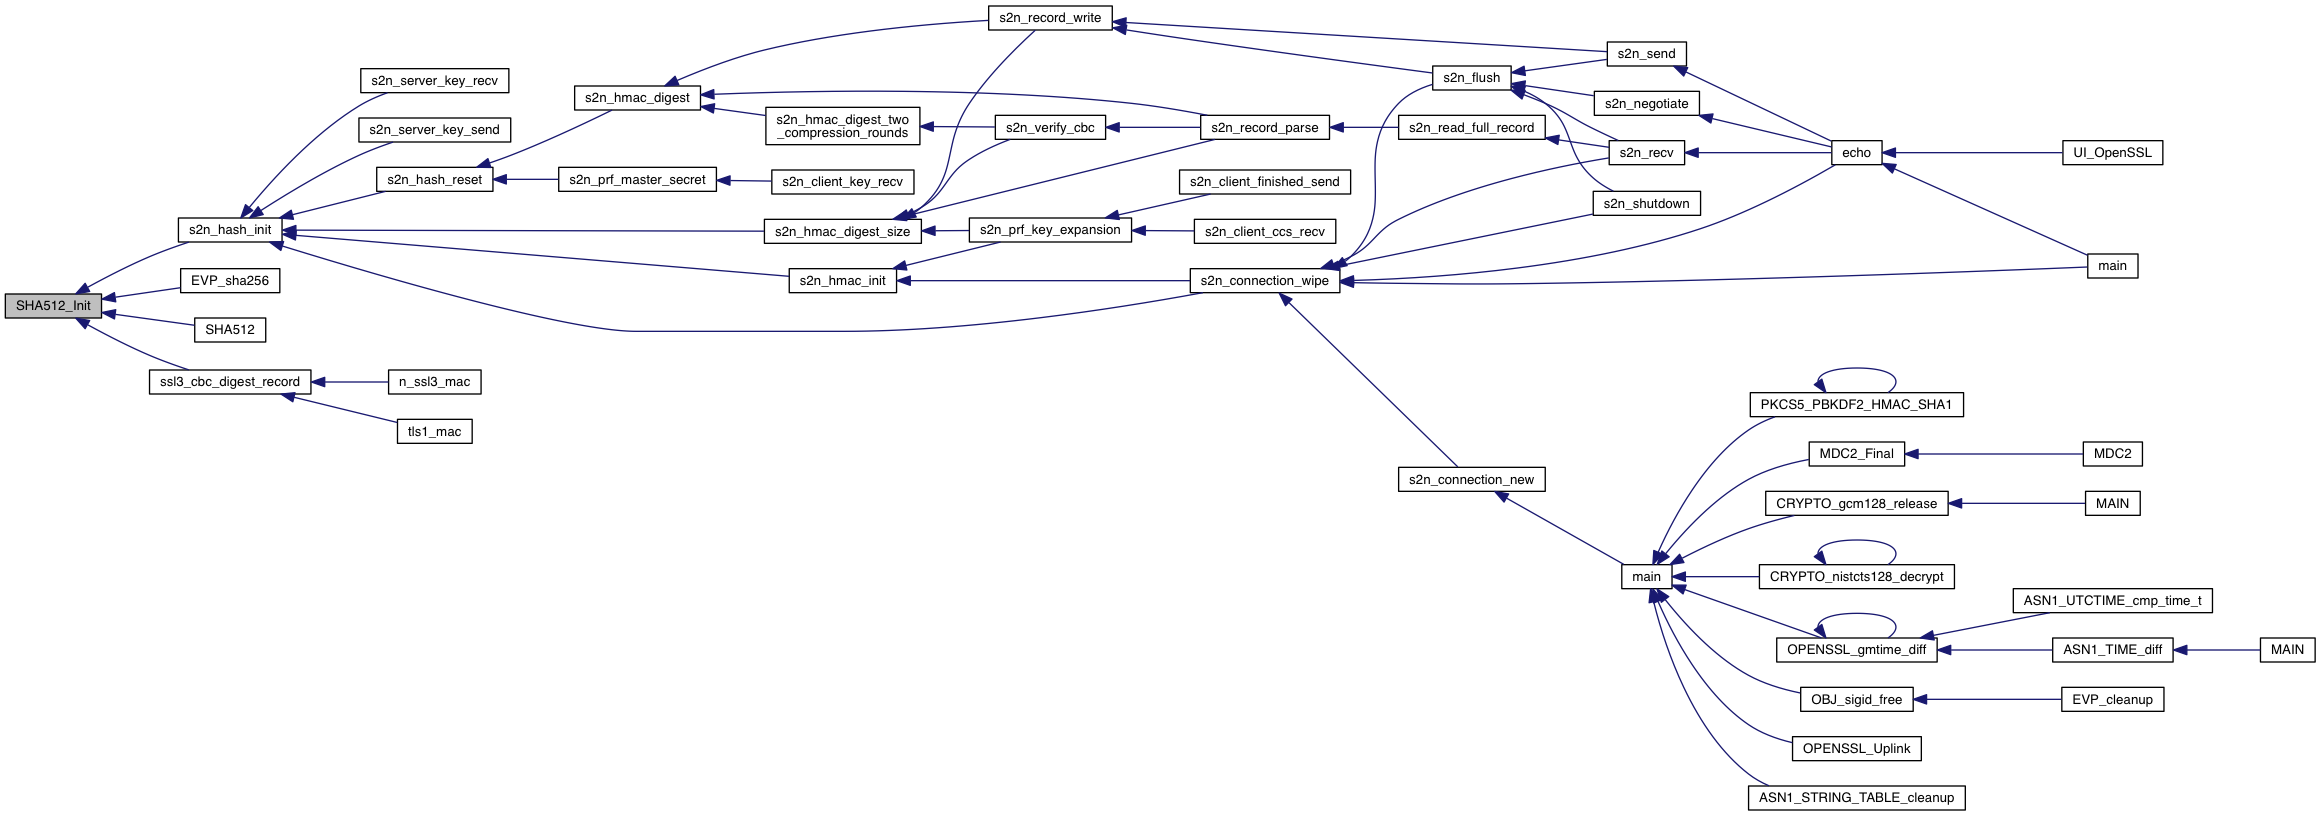 s2n_record_write
s2n_send
s2n_server_key_recv
s2n_flush
s2n_hmac_digest
s2n_negotiate
s2n_server_key_send
s2n_hmac_digest_two
_compression_rounds
s2n_verify_cbc
s2n_record_parse
s2n_read_full_record
s2n_recv
echo
UI_OpenSSL
s2n_hash_reset
s2n_prf_master_secret
s2n_client_key_recv
s2n_client_finished_send
s2n_shutdown
s2n_hash_init
s2n_hmac_digest_size
s2n_prf_key_expansion
s2n_client_ccs_recv
main
EVP_sha256
s2n_hmac_init
s2n_connection_wipe
SHA512_Init
SHA512
ssl3_cbc_digest_record
n_ssl3_mac
tls1_mac
PKCS5_PBKDF2_HMAC_SHA1
MDC2_Final
MDC2
s2n_connection_new
CRYPTO_gcm128_release
MAIN
main
CRYPTO_nistcts128_decrypt
ASN1_UTCTIME_cmp_time_t
OPENSSL_gmtime_diff
ASN1_TIME_diff
MAIN
OBJ_sigid_free
EVP_cleanup
OPENSSL_Uplink
ASN1_STRING_TABLE_cleanup